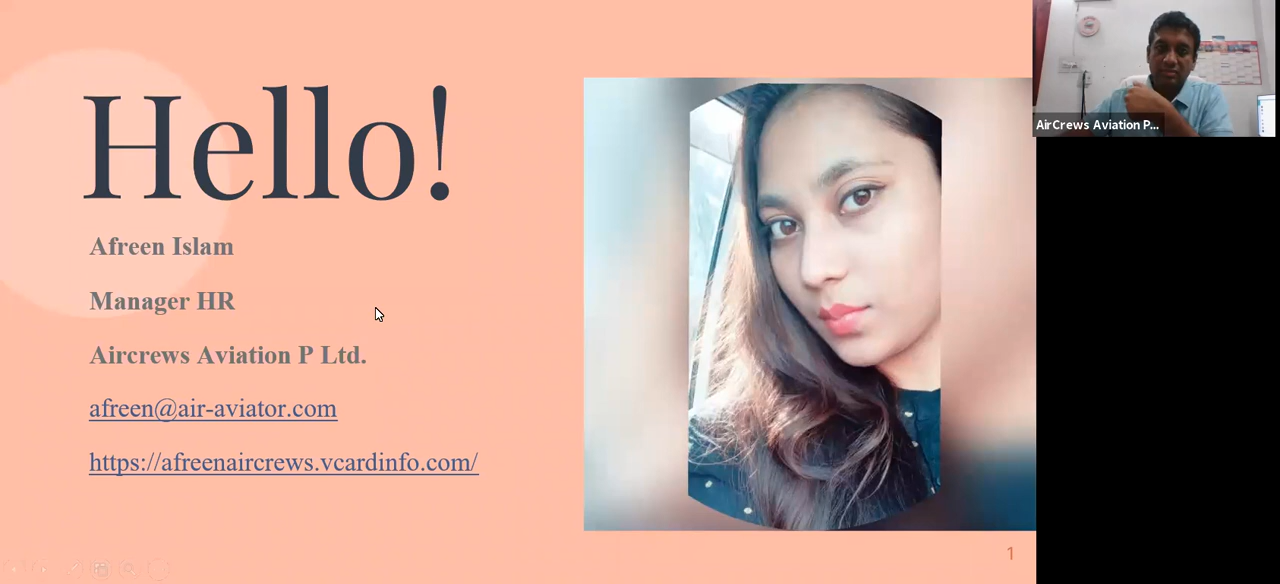 Hello!
Afreen Islam
Manager HR
Aircrews Aviation P Ltd.
afreen@air-aviator.com
https://afreenaircrews.vcardinfo.com/
1
AirCrews Aviation P...